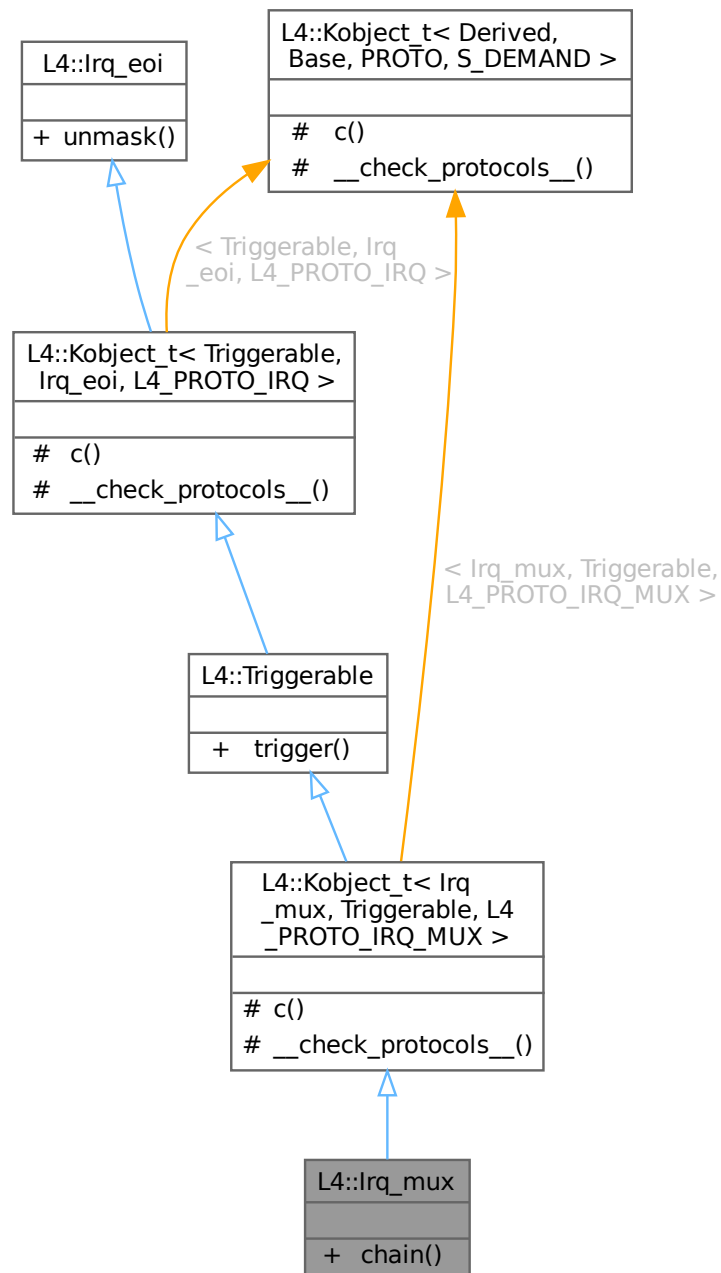 L4::Irq_eoi
+ unmask()
L4::Kobject_t< Derived,
Base, PROTO, S_DEMAND >
# c()
# __check_protocols__()
< Triggerable, Irq
_eoi, L4_PROTO_IRQ >
L4::Kobject_t< Triggerable,
Irq_eoi, L4_PROTO_IRQ >
# c()
# __check_protocols__()
< Irq_mux, Triggerable,
L4_PROTO_IRQ_MUX >
L4::Triggerable
+ trigger()
L4::Kobject_t< Irq
_mux, Triggerable, L4
_PROTO_IRQ_MUX >
# c()
# __check_protocols__()
L4::Irq_mux
+ chain()